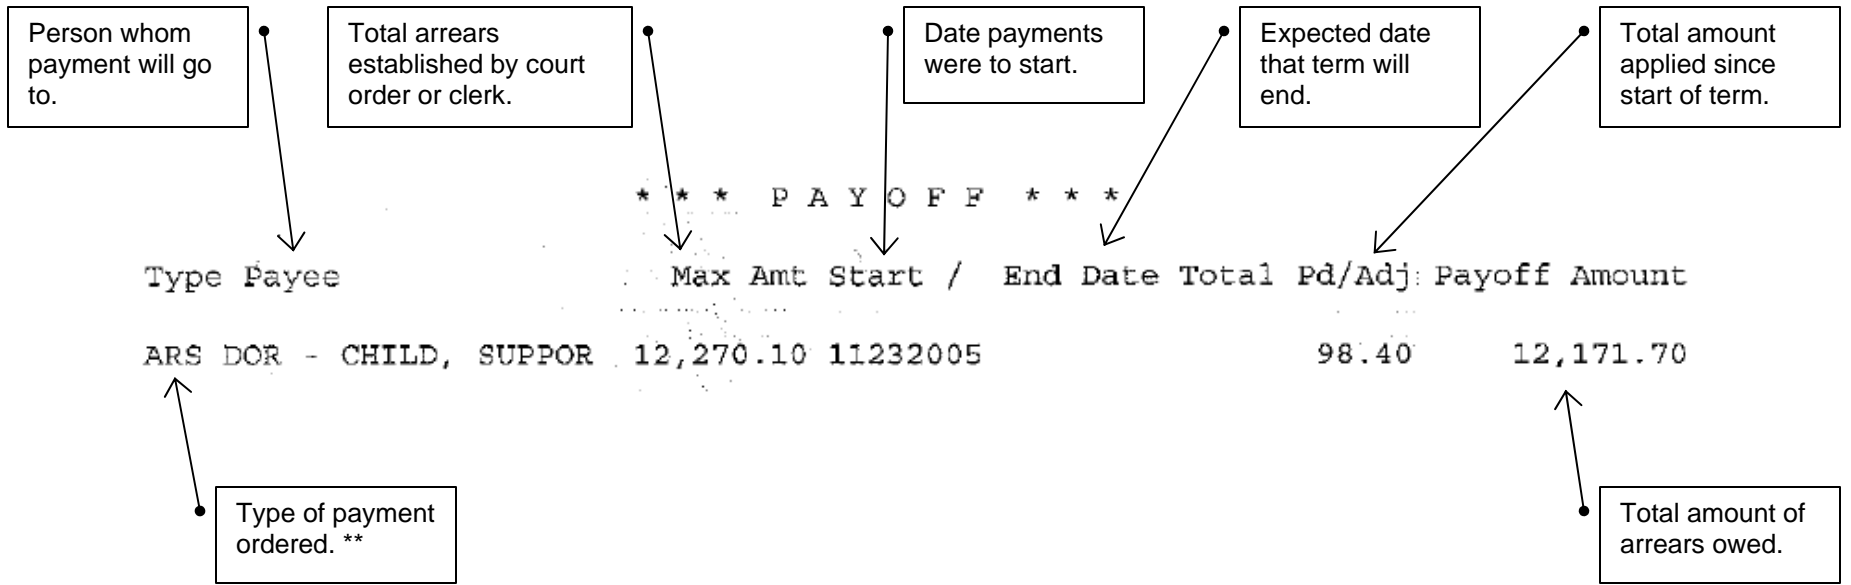 Person whom
payment will go
to.
Total arrears
established by court
order or clerk.
Date payments
were to start.
Expected date
that term will
end.
Total amount
applied since
start of term.
* * * P A Y O F F * * *
Type Payee Max Amt Start / End Date Total Pd/Adj Payoff Amount
ARS DOR - CHILD, SUPPOR 12,270.10 11232005 98.40 12,171.70
Type of payment
ordered. **
Total amount of
arrears owed.